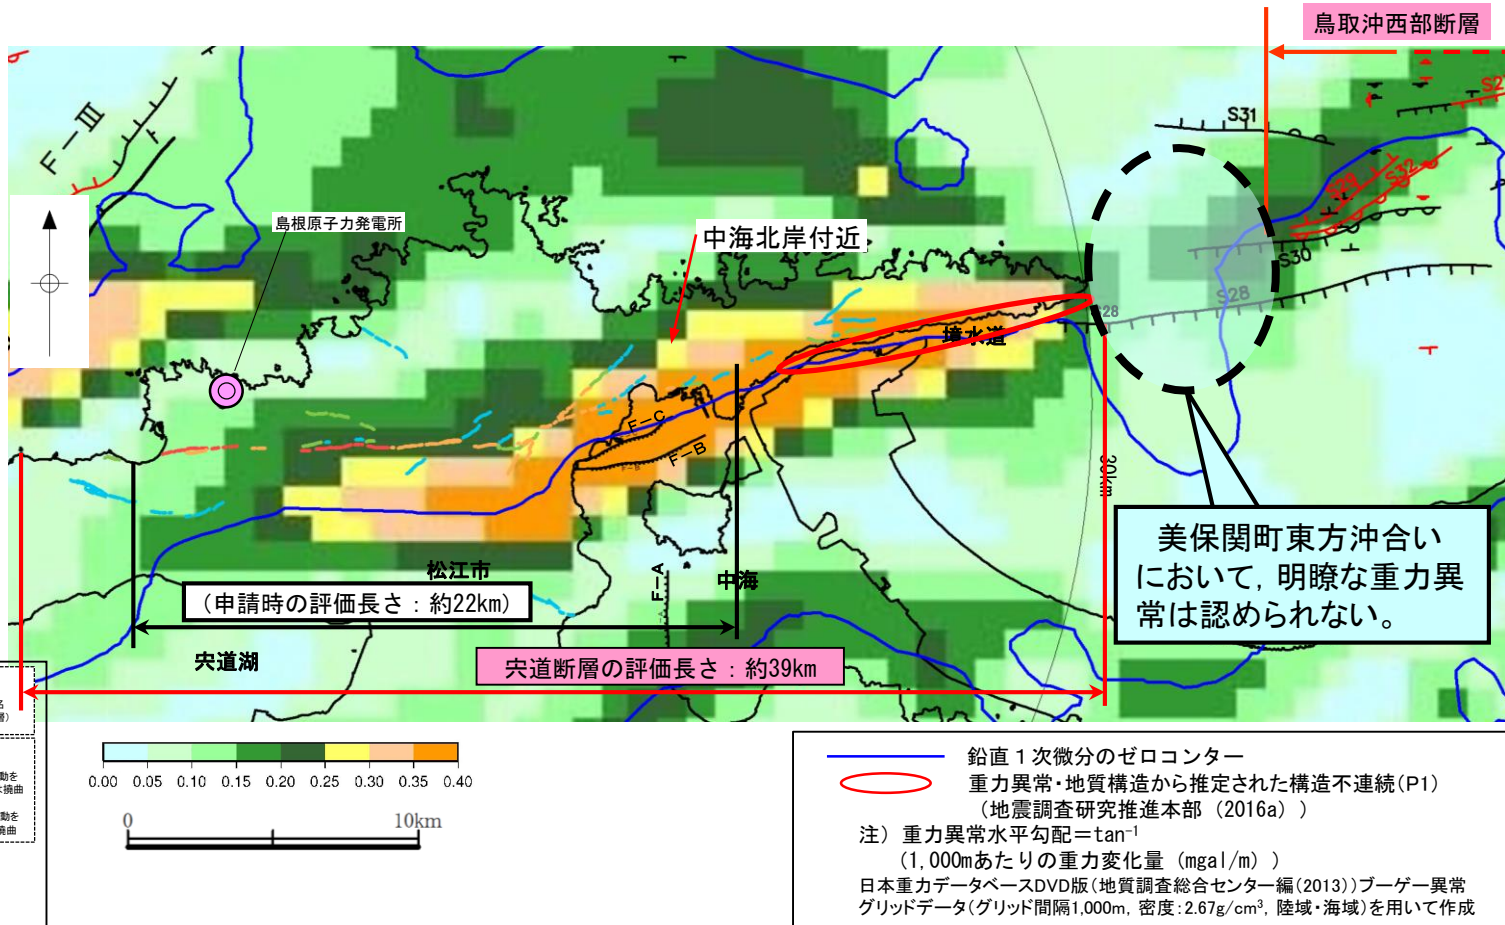 鳥取沖西部断層
F－Ⅲ
S27
S31
S29
S32
島根原子力発電所
中海北岸付近
S30
S28
S28
境水道
F－C
F－B
F－B
30km
美保関町東方沖合い
において，明瞭な重力異
常は認められない。
松江市
F－A
中海
（申請時の評価長さ：約22km）
宍道湖
宍道断層の評価長さ：約39km
動を
撓曲
動を
撓曲
0.00 0.05 0.10 0.15 0.20 0.25 0.30 0.35 0.40
0 10km
鉛直１次微分のゼロコンター
重力異常・地質構造から推定された構造不連続(P1)
（地震調査研究推進本部（2016a））
注）重力異常水平勾配＝tan⁻¹
（1,000mあたりの重力変化量（mgal/m））
日本重力データベースDVD版(地質調査総合センター編(2013))ブーゲー異常
グリッドデータ(グリッド間隔1,000m, 密度:2.67g/cm³, 陸域・海域)を用いて作成